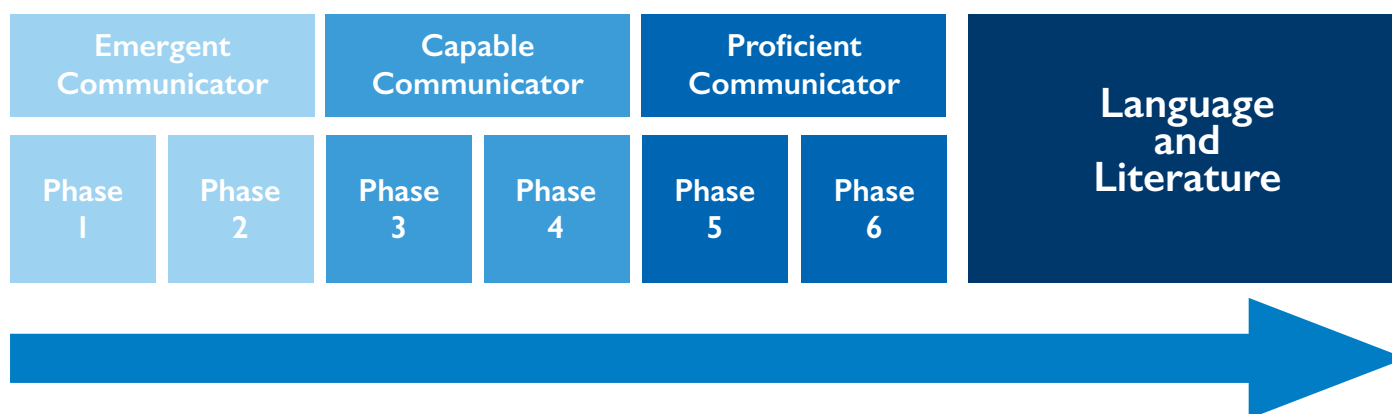 Emergent
Communicator
Capable
Communicator
Proficient
Communicator
Language
and
Literature
Phase
1
Phase
2
Phase
3
Phase
4
Phase
5
Phase
6